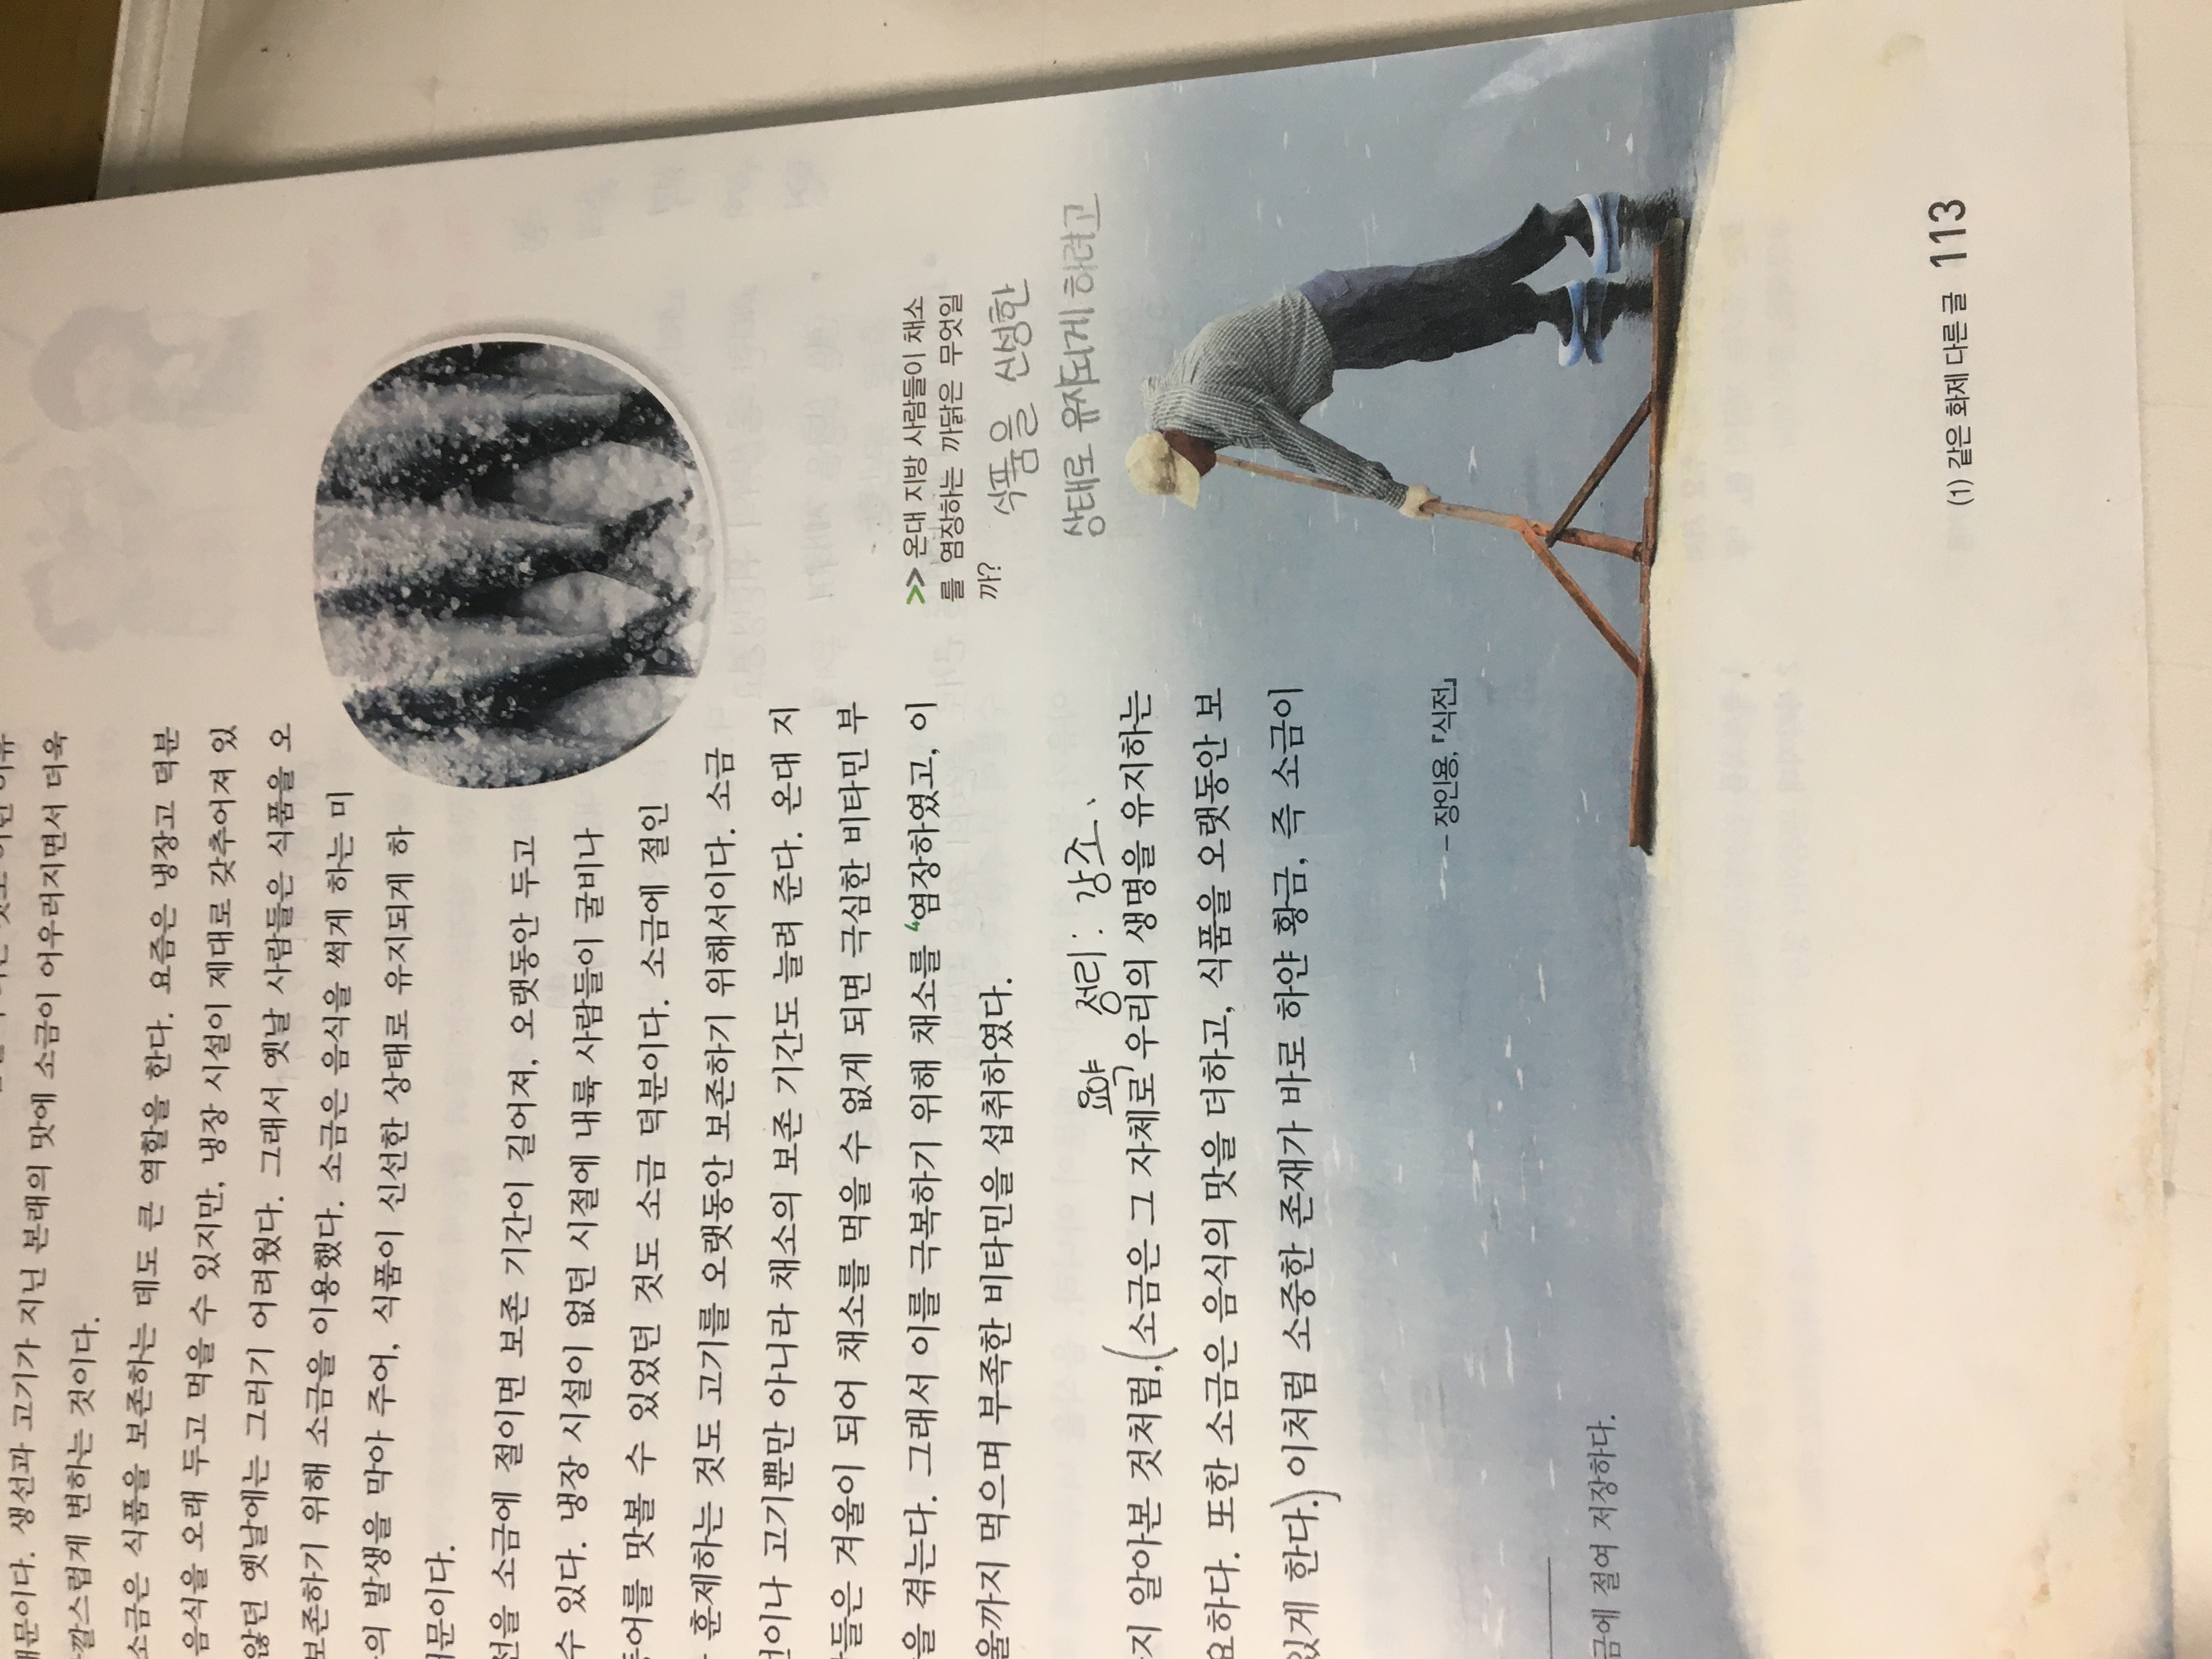 때문이다. 생선과 고기가 지닌 본래의 맛에 소금이 어우러지면서 더욱
깔스럽게 변하는 것이다.
소금은 식품을 보존하는 데도 큰 역할을 한다. 요즘은 냉장고 덕분
음식을 오래 두고 먹을 수 있지만, 냉장 시설이 제대로 갖추어져 있
않던 옛날에는 그러기 어려웠다. 그래서 옛날 사람들은 식품을 오
보존하기 위해 소금을 이용했다. 소금은 음식을 썩게 하는 미
의 발생을 막아 주어, 식품이 신선한 상태로 유지되게 하
때문이다.
선을 소금에 절이면 보존 기간이 길어져, 오랫동안 두고
수 있다. 냉장 시설이 없던 시절에 내륙 사람들이 굴비나
등어를 맛볼 수 있었던 것도 소금 덕분이다. 소금에 절인
훈제하는 것도 고기를 오랫동안 보존하기 위해서이다. 소금
선이나 고기뿐만 아니라 채소의 보존 기간도 늘려 준다. 온대 지
들은 겨울이 되어 채소를 먹을 수 없게 되면 극심한 비타민 부
을 겪는다. 그래서 이를 극복하기 위해 채소를 4염장하였고, 이
울까지 먹으며 부족한 비타민을 섭취하였다.
>> 온대 지방 사람들이 채소
를 염장하는 까닭은 무엇일
까?
식품을 신성한
상태로 유지되게 하려고
요약 정리: 강조.
지 알아본 것처럼, (소금은 그 자체로 우리의 생명을 유지하는
요하다. 또한 소금은 음식의 맛을 더하고, 식품을 오랫동안 보
있게 한다.) 이처럼 소중한 존재가 바로 하얀 황금, 즉 소금이
– 장인용, 『식전』
금에 절여 저장하다.
(1) 같은 화제 다른 글 113